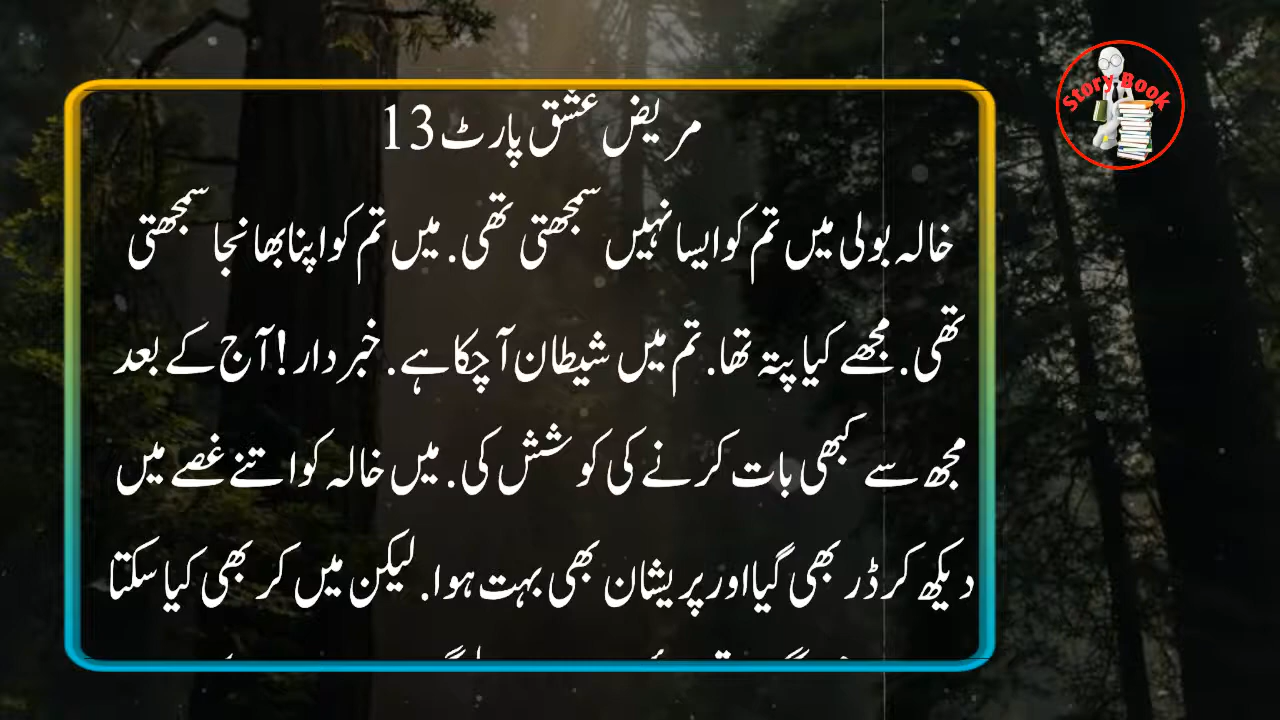 مریض عشق پارٹ 13
خالہ بولی میں تم کو ایسا نہیں سمجھتی تھی. میں تم کو اپنا بھانجا سمجھتی
تھی. مجھے کیا پتہ تھا. تم میں شیطان آ چکا ہے. خبردار! آج کے بعد
مجھ سے کبھی بات کرنے کی کوشش کی. میں خالہ کو اتنے غصے میں
دیکھ کر ڈر بھی گیا اور پریشان بھی بہت ہوا. لیکن میں کر بھی کیا سکتا
Story Book